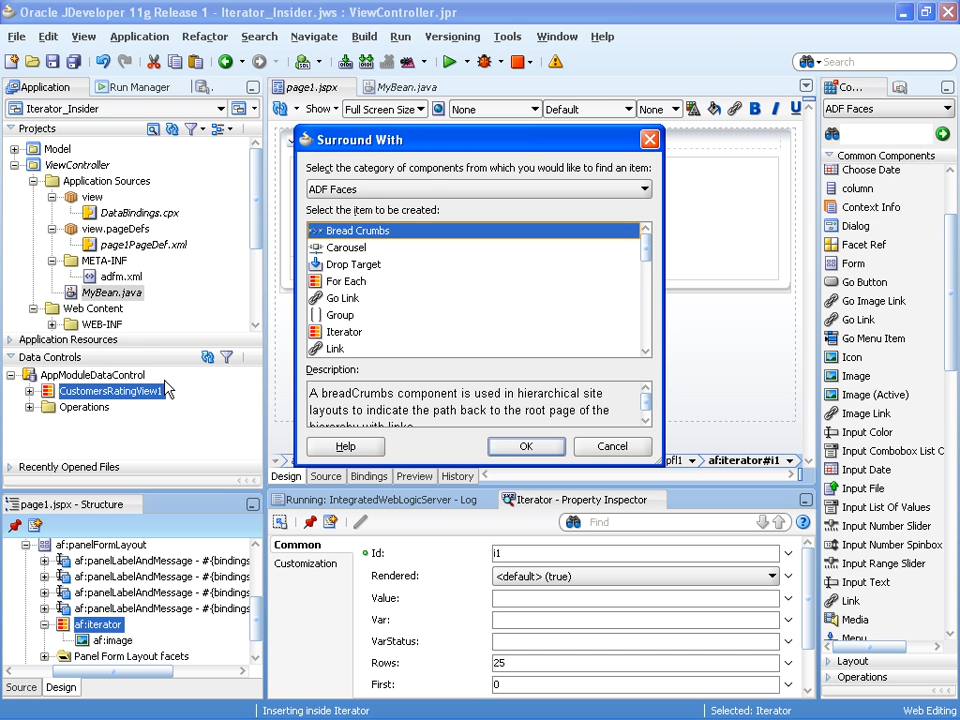 Oracle JDeveloper 11g Release 1 - Iterator_Insider.jws : ViewController.jpr
File Edit View Application Refactor Search Navigate Build Run Versioning Tools Window Help
Search
Application Run Manager
page1.jspx MyBean.java
Co...
Iterator_Insider
Show Full Screen Size None Default None
ADF Faces
Projects
Model
ViewController
Application Sources
view
DataBindings.cpx
view.pageDefs
page1PageDef.xml
META-INF
adfm.xml
MyBean.java
Web Content
WEB-INF
Application Resources
Data Controls
AppModuleDataControl
CustomersRatingView1
Operations
Recently Opened Files
Surround With
Select the category of components from which you would like to find an item:
ADF Faces
Select the item to be created:
Bread Crumbs
Carousel
Drop Target
For Each
Go Link
Group
Iterator
Link
Description:
A breadCrumbs component is used in hierarchical site
layouts to indicate the path back to the root page of the
hierarchy with links.
Help OK Cancel
pfl1 af:iterator#i1
Design Source Bindings Preview History
Common Components
Choose Date
column
Context Info
Dialog
Facet Ref
Form
Go Button
Go Image Link
Go Link
Go Menu Item
Icon
Image
Image (Active)
Image Link
Input Color
Input Combobox List O
Input Date
Input File
Input List Of Values
Input Number Slider
Input Number Spinbox
Input Range Slider
Input Text
Link
Media
Menu
Layout
Operations
page1.jspx - Structure
af:panelFormLayout
af:panelLabelAndMessage - #{bindings
af:panelLabelAndMessage - #{bindings
af:panelLabelAndMessage - #{bindings
af:panelLabelAndMessage - #{bindings
af:iterator
af:image
Panel Form Layout facets
Source Design
Running: IntegratedWebLogicServer - Log Iterator - Property Inspector
Find
Common
Customization
Id: i1
Rendered: <default> (true)
Value:
Var:
VarStatus:
Rows: 25
First: 0
Inserting inside Iterator
Selected: Iterator
Web Editing